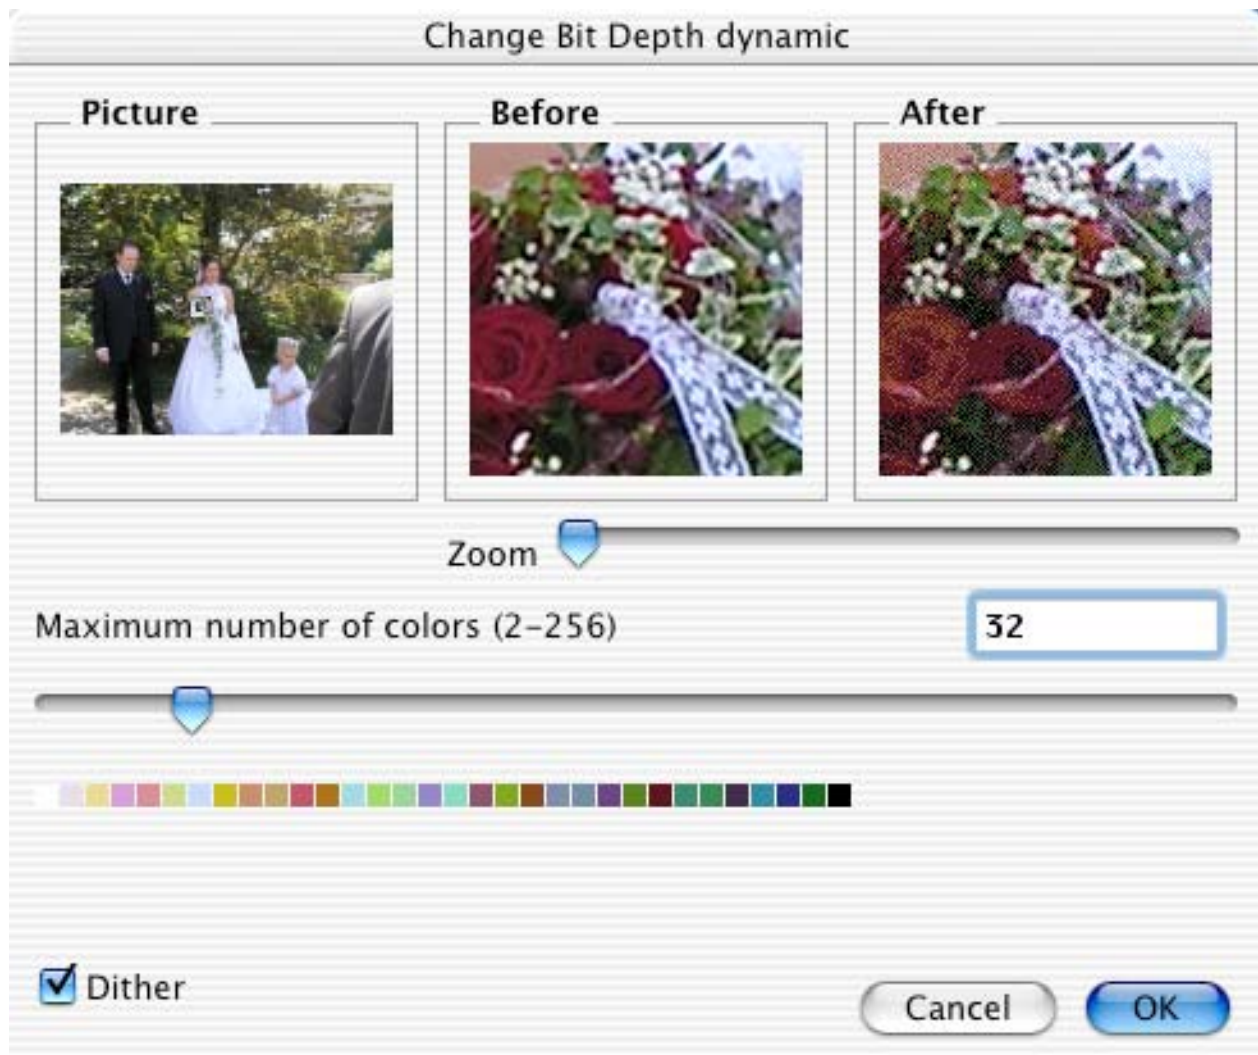 Change Bit Depth dynamic
Picture
Before
After
Zoom
Maximum number of colors (2-256)
32
Dither
Cancel
OK